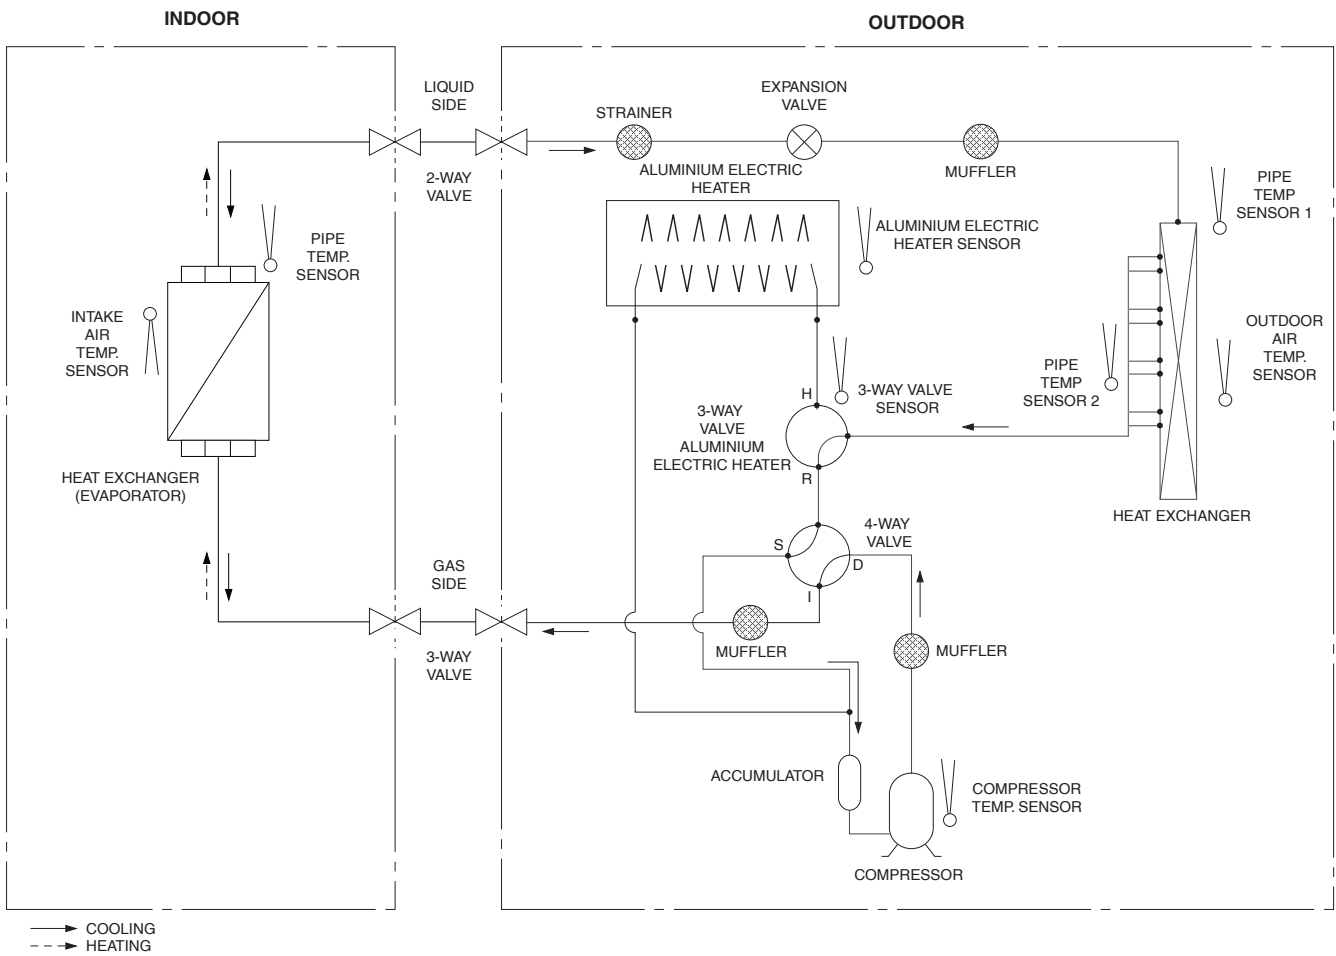 INDOOR
OUTDOOR
LIQUID
SIDE
2-WAY
VALVE
STRAINER
EXPANSION
VALVE
MUFFLER
ALUMINIUM ELECTRIC
HEATER
ALUMINIUM ELECTRIC
HEATER SENSOR
PIPE
TEMP
SENSOR 1
PIPE
TEMP.
SENSOR
INTAKE
AIR
TEMP.
SENSOR
OUTDOOR
AIR
TEMP.
SENSOR
PIPE
TEMP
SENSOR 2
H
3-WAY VALVE
SENSOR
3-WAY
VALVE
ALUMINIUM
ELECTRIC HEATER
R
HEAT EXCHANGER
(EVAPORATOR)
HEAT EXCHANGER
4-WAY
VALVE
S
D
I
GAS
SIDE
3-WAY
VALVE
MUFFLER
MUFFLER
ACCUMULATOR
COMPRESSOR
TEMP. SENSOR
COMPRESSOR
COOLING
HEATING